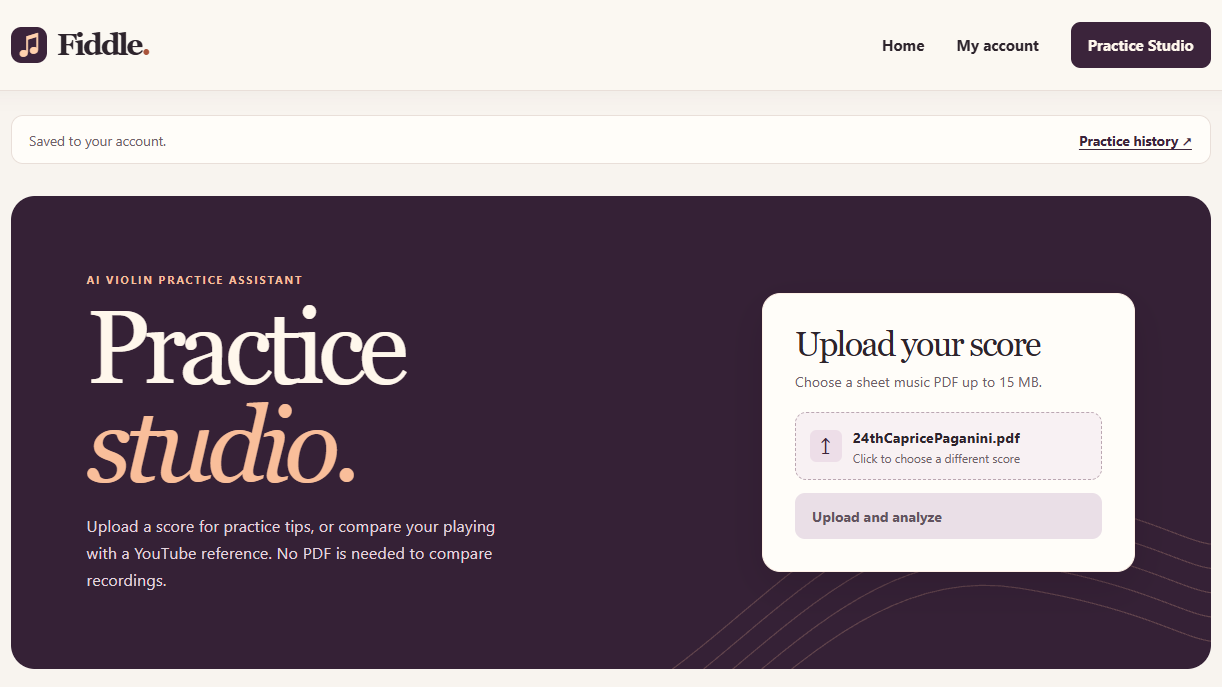 Fiddle.
Home
My account
Practice Studio
Saved to your account.
Practice history ↗
AI VIOLIN PRACTICE ASSISTANT
Practice
studio.
Upload a score for practice tips, or compare your playing
with a YouTube reference. No PDF is needed to compare
recordings.
Upload your score
Choose a sheet music PDF up to 15 MB.
24thCapricePaganini.pdf
Click to choose a different score
Upload and analyze